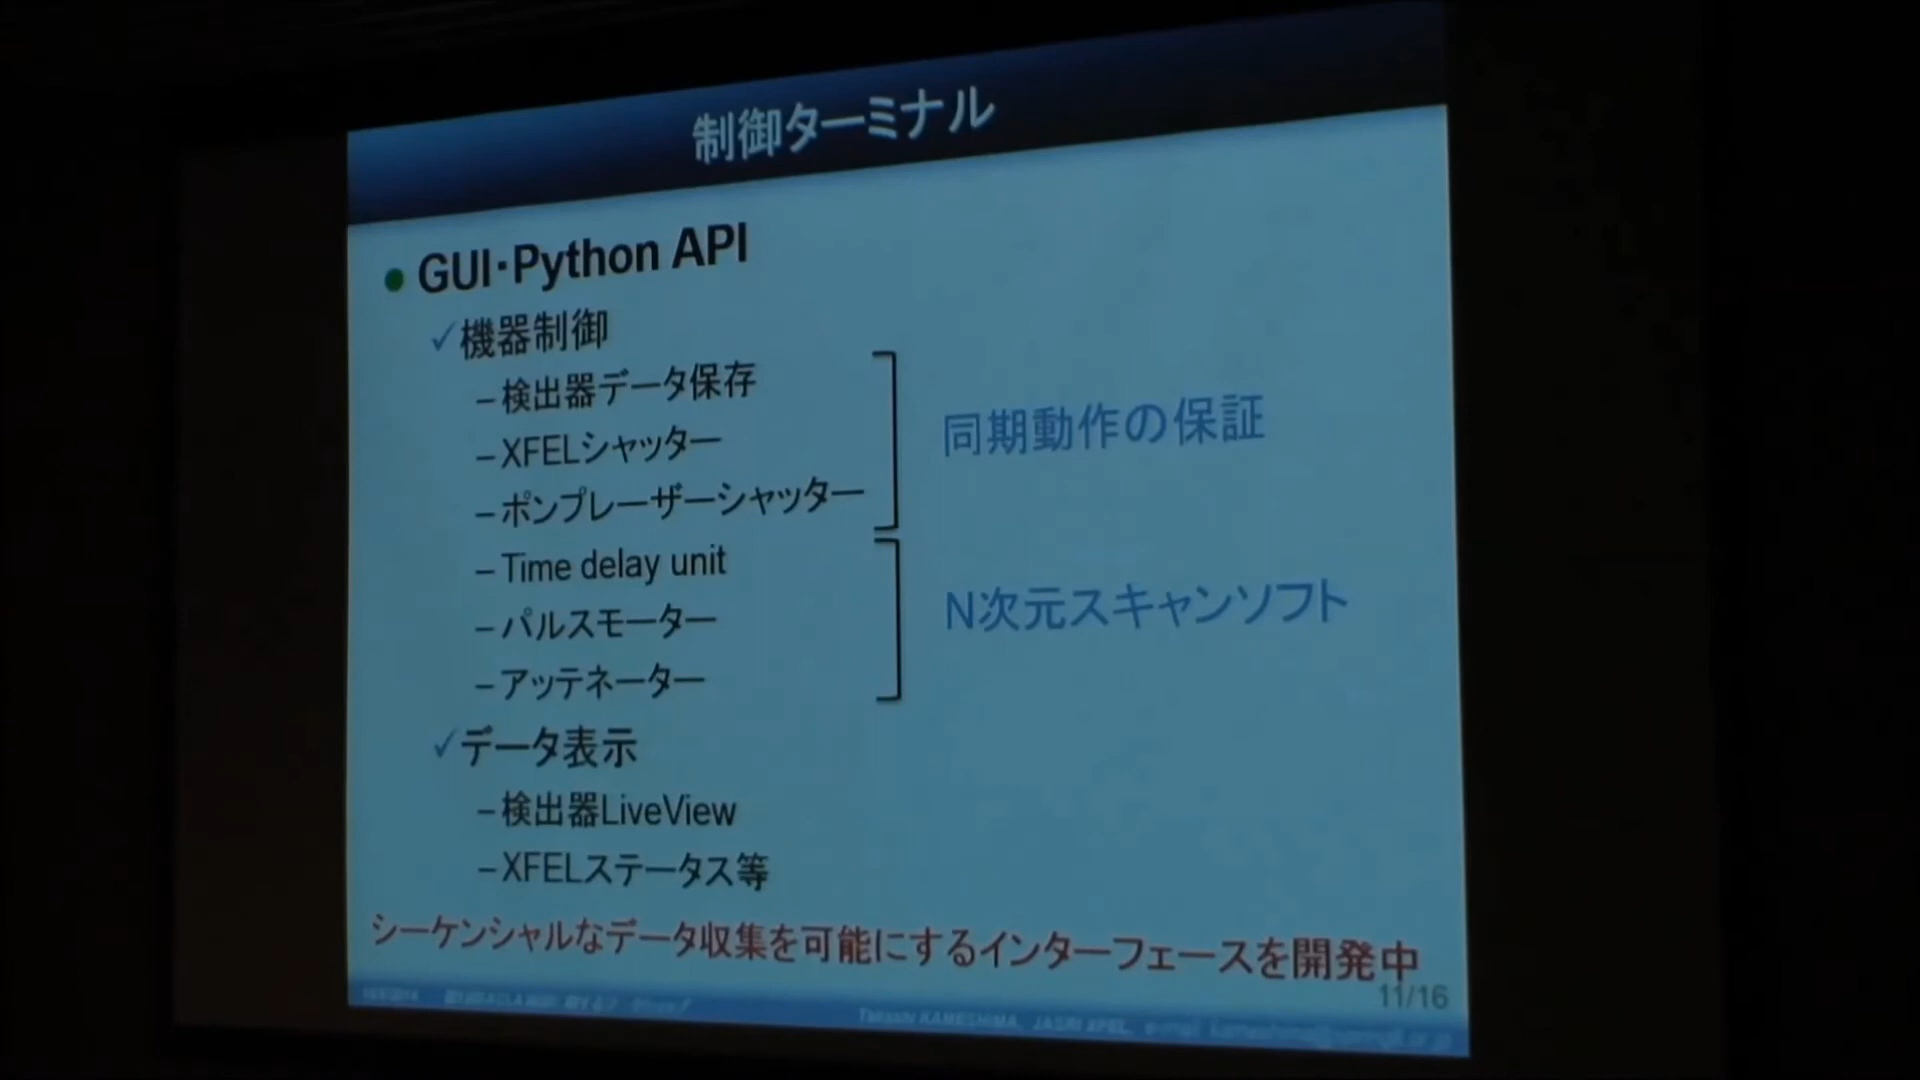 制御ターミナル
● GUI・Python API
✓機器制御
–検出器データ保存
–XFELシャッター
–ポンプレーザーシャッター
同期動作の保証
–Time delay unit
–パルスモーター
–アッテネーター
N次元スキャンソフト
✓データ表示
–検出器LiveView
–XFELステータス等
シーケンシャルなデータ収集を可能にするインターフェースを開発中
11/16
Takashi KAMESHIMA, JASRI XFEL,